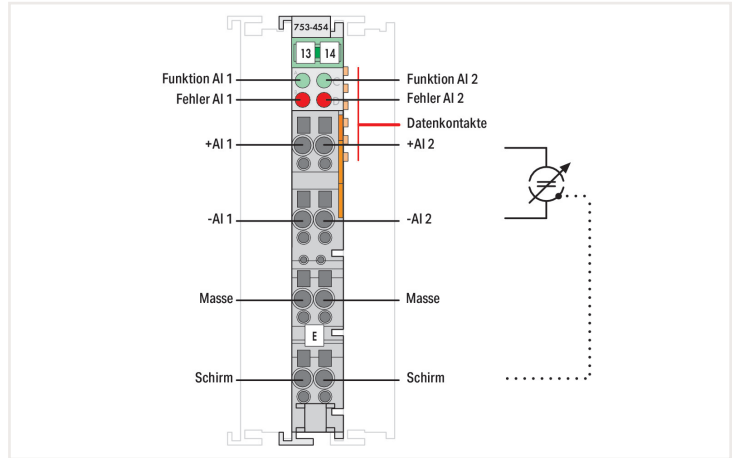 753-454
13 14
Funktion AI 1
Funktion AI 2
Fehler AI 1
Fehler AI 2
Datenkontakte
+AI 1
+AI 2
-AI 1
-AI 2
Masse
Masse
E
Schirm
Schirm